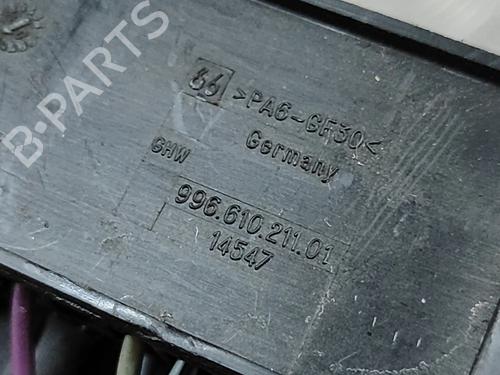 B-PARTS
66 >PA6-GF30<
GHW Germany
996.610.211.01
14547